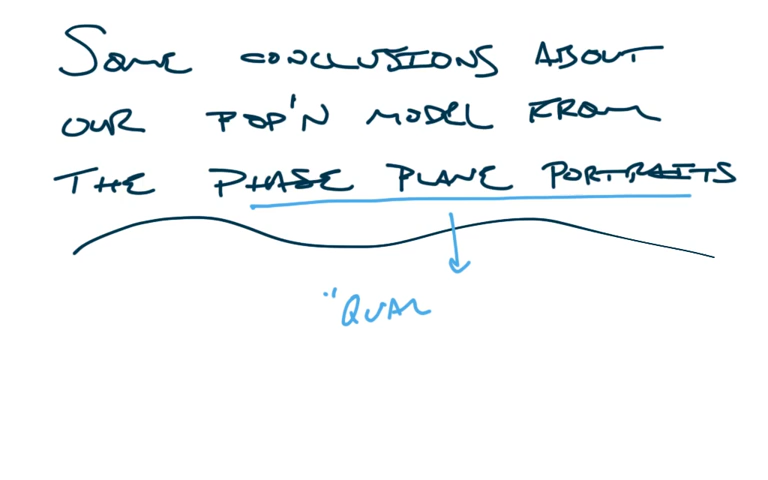 SOME CONCLUSIONS ABOUT
OUR POP'N MODEL FROM
THE PHASE PLANE PORTRAITS
"QUAL